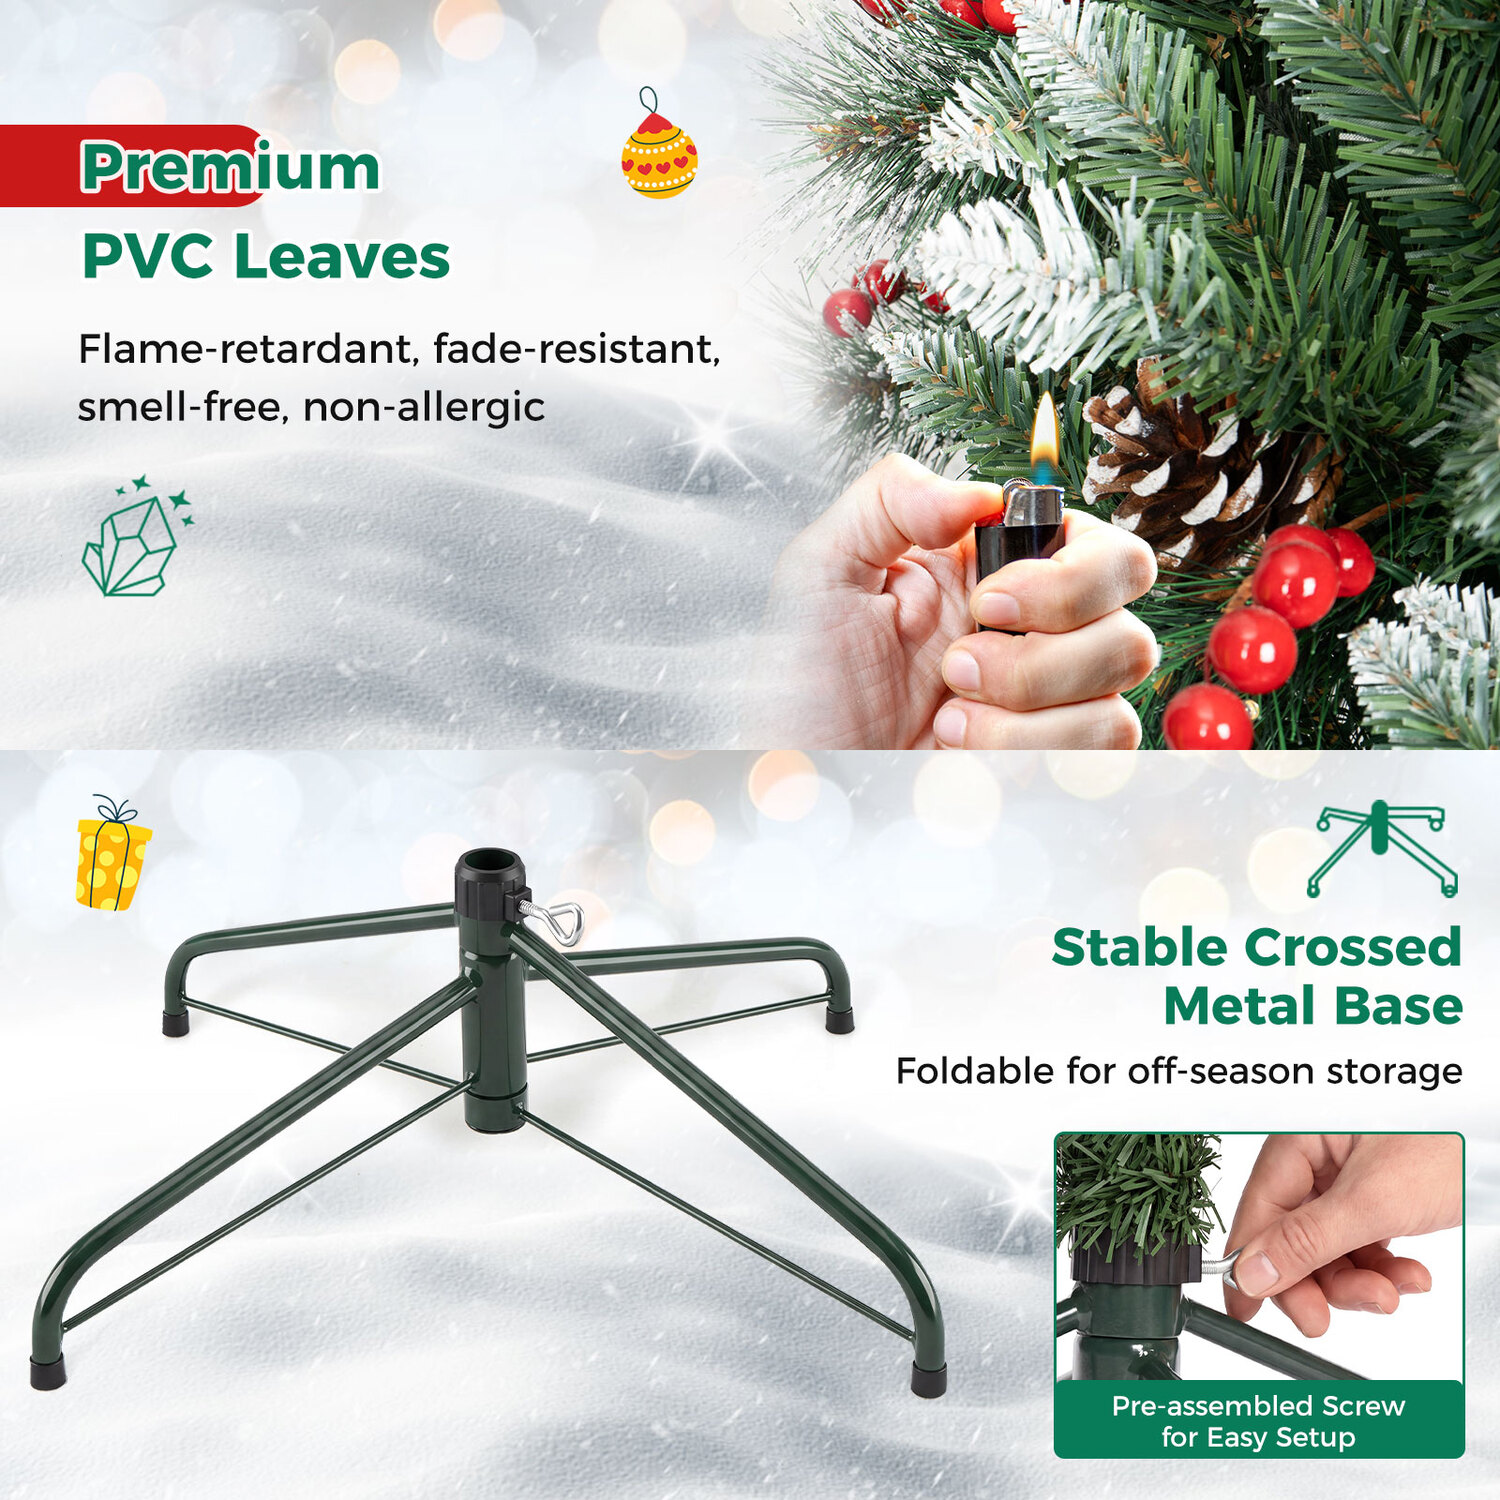 Premium
PVC Leaves
Flame-retardant, fade-resistant,
smell-free, non-allergic
Stable Crossed
Metal Base
Foldable for off-season storage
Pre-assembled Screw
for Easy Setup